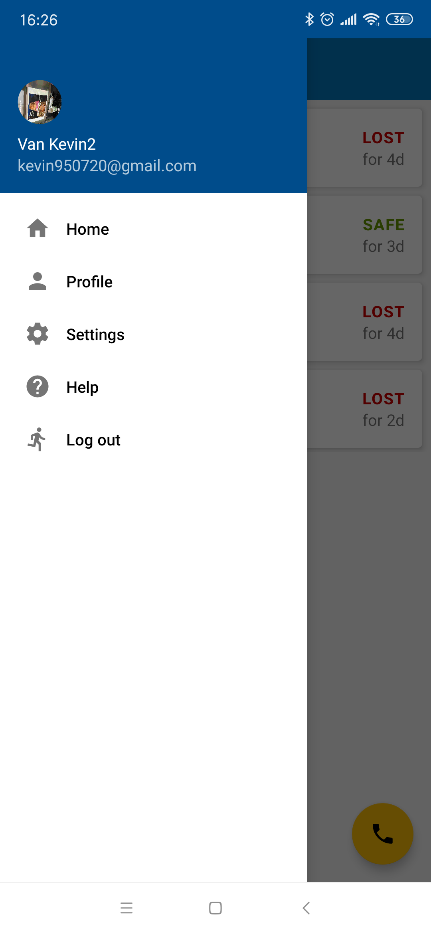 16:26
36
Van Kevin2
kevin950720@gmail.com
Home
Profile
Settings
Help
Log out
LOST
for 4d
SAFE
for 3d
LOST
for 4d
LOST
for 2d